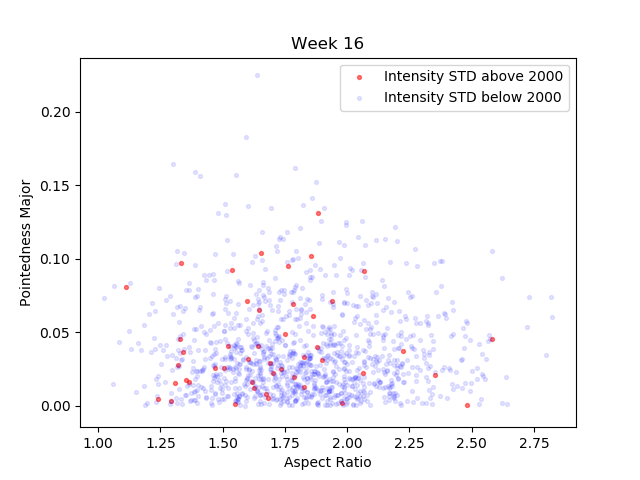 Week 16
Intensity STD above 2000
Intensity STD below 2000
Pointedness Major
0.20
0.15
0.10
0.05
0.00
1.00 1.25 1.50 1.75 2.00 2.25 2.50 2.75
Aspect Ratio